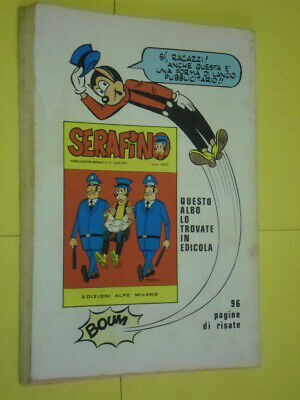 SI', RAGAZZI!
ANCHE QUESTA E'
UNA FORMA DI LANCIO
PUBBLICITARIO!
SERAFINO
QUESTO
ALBO
LO
TROVATE
IN
EDICOLA
EDIZIONI ALPE MILANO
BOUM
96
pagine
di risate